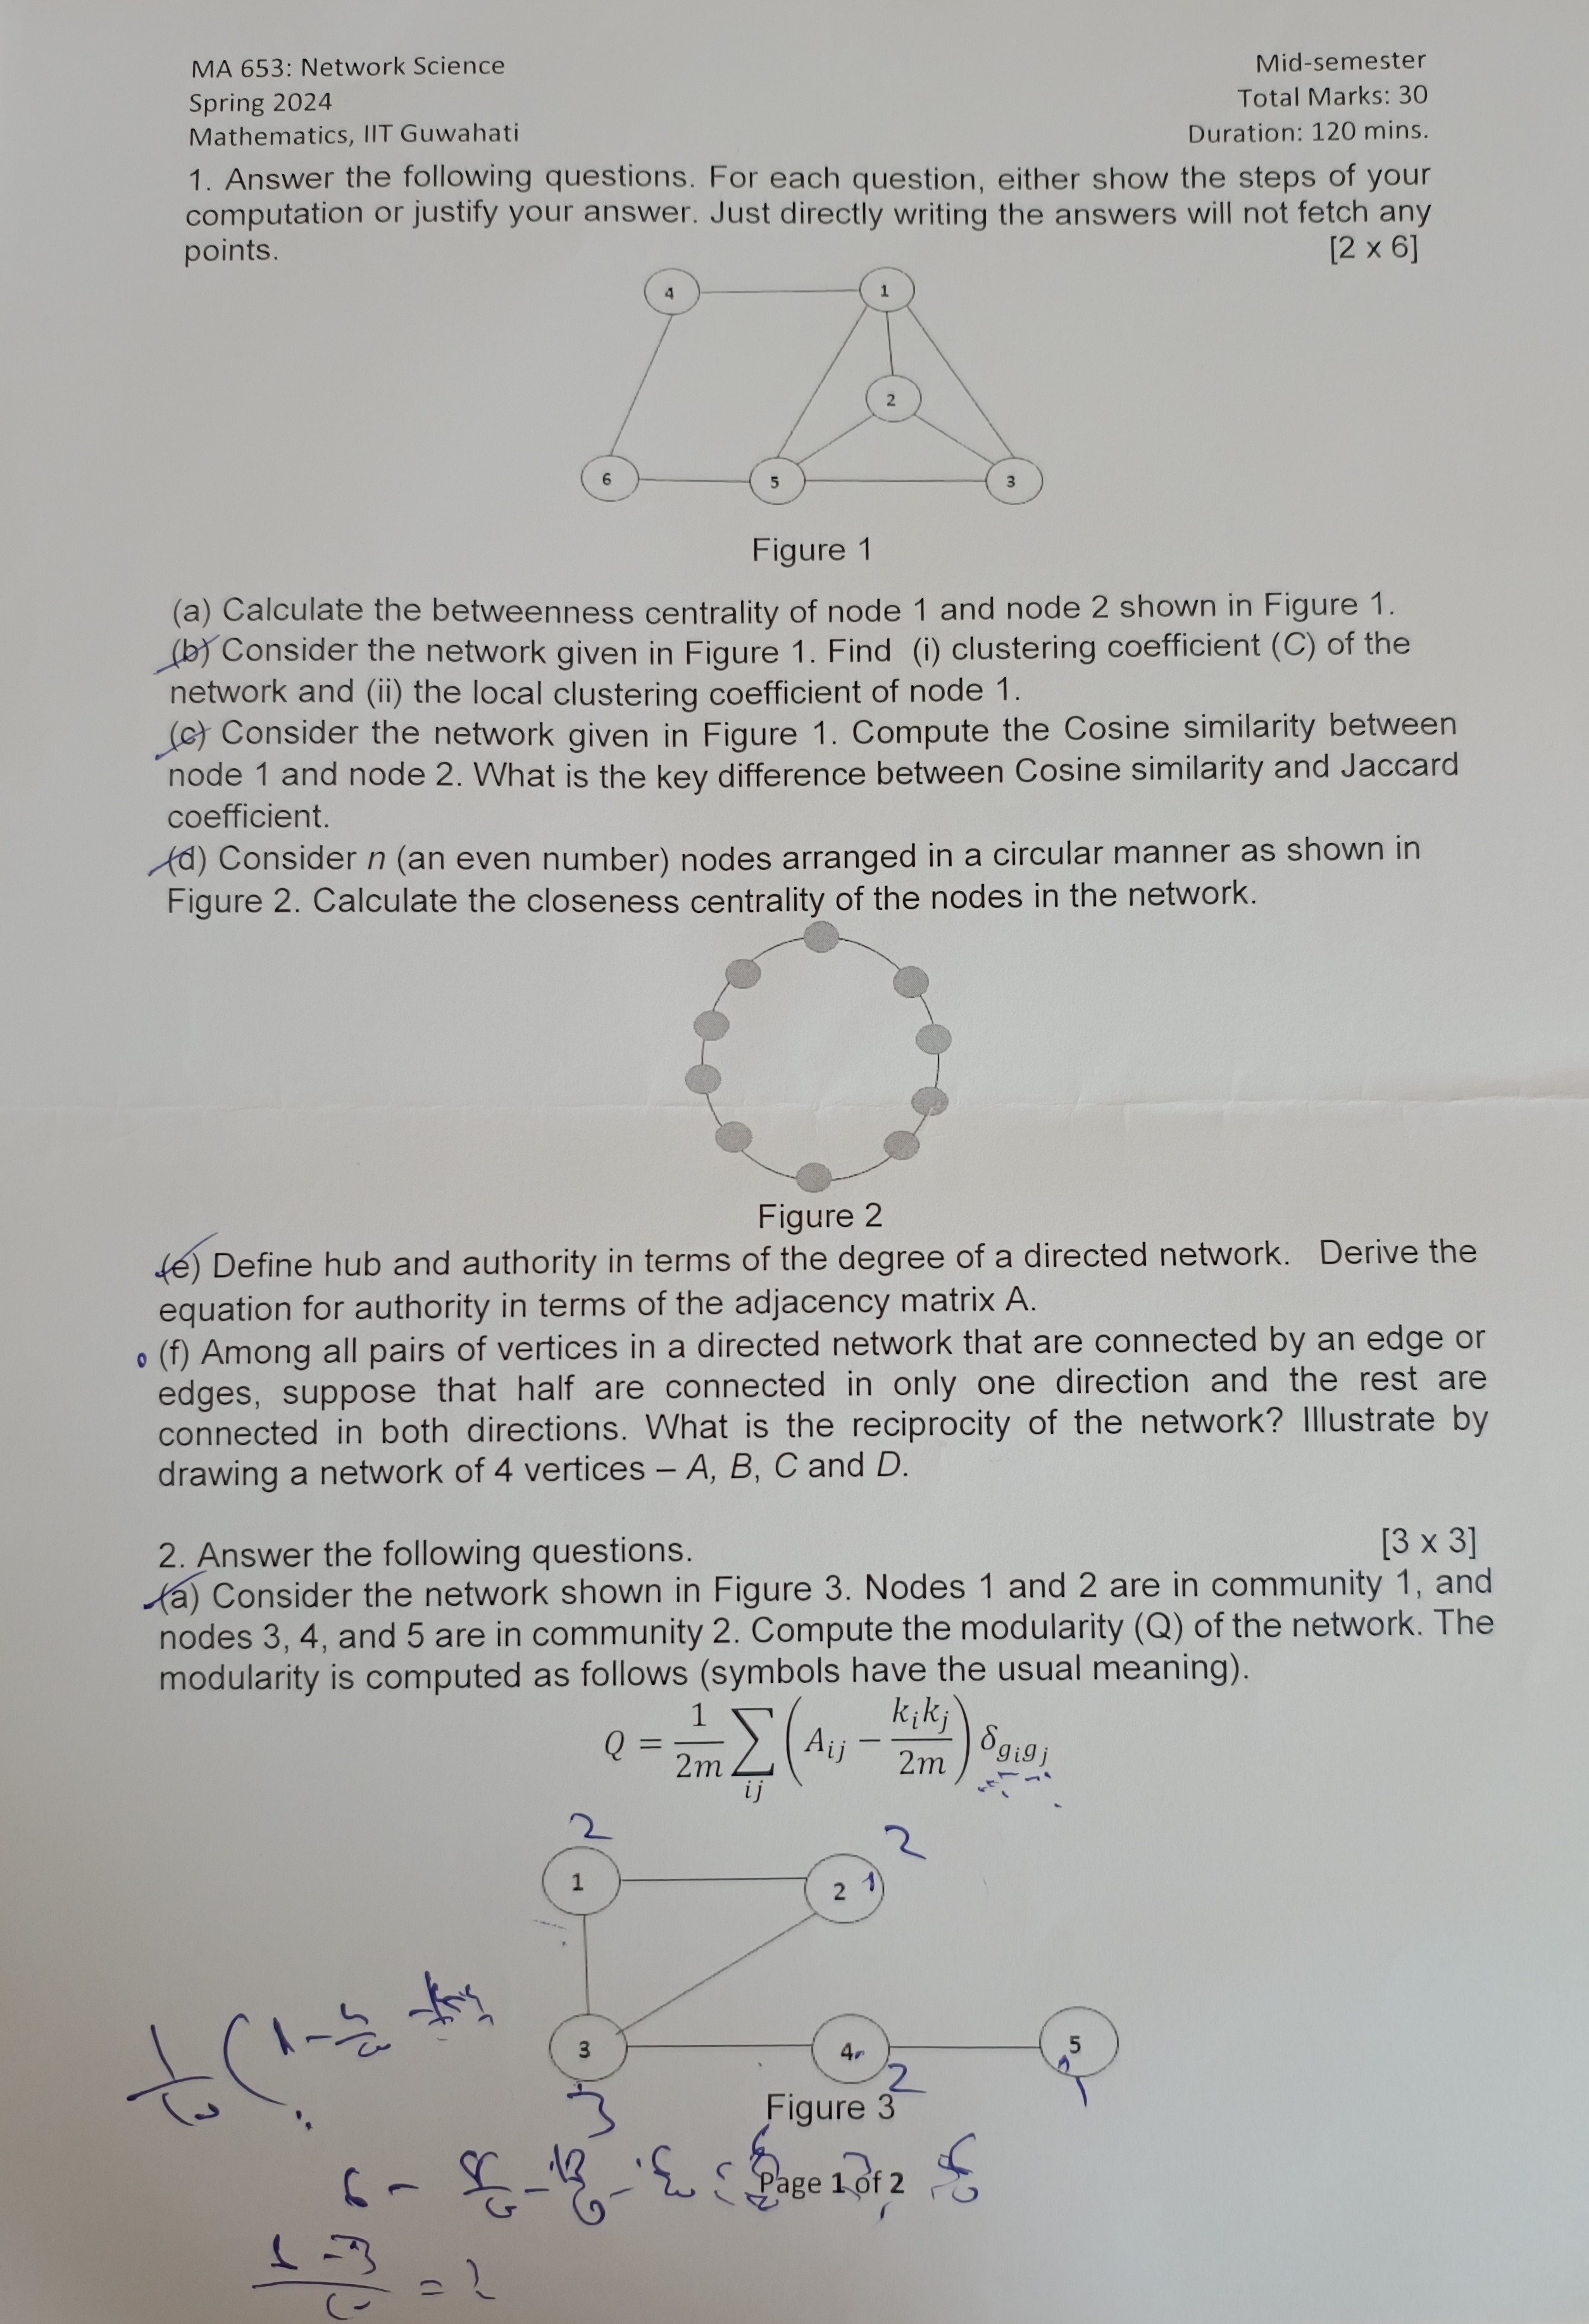 MA 653: Network Science
Mid-semester
Spring 2024
Total Marks: 30
Mathematics, IIT Guwahati
Duration: 120 mins.
1. Answer the following questions. For each question, either show the steps of your
computation or justify your answer. Just directly writing the answers will not fetch any
points. [2 x 6]
4 1
2
6 5 3
Figure 1
(a) Calculate the betweenness centrality of node 1 and node 2 shown in Figure 1.
(b) Consider the network given in Figure 1. Find (i) clustering coefficient (C) of the
network and (ii) the local clustering coefficient of node 1.
(c) Consider the network given in Figure 1. Compute the Cosine similarity between
node 1 and node 2. What is the key difference between Cosine similarity and Jaccard
coefficient.
(d) Consider n (an even number) nodes arranged in a circular manner as shown in
Figure 2. Calculate the closeness centrality of the nodes in the network.
Figure 2
(e) Define hub and authority in terms of the degree of a directed network. Derive the
equation for authority in terms of the adjacency matrix A.
(f) Among all pairs of vertices in a directed network that are connected by an edge or
edges, suppose that half are connected in only one direction and the rest are
connected in both directions. What is the reciprocity of the network? Illustrate by
drawing a network of 4 vertices – A, B, C and D.
2. Answer the following questions. [3 x 3]
(a) Consider the network shown in Figure 3. Nodes 1 and 2 are in community 1, and
nodes 3, 4, and 5 are in community 2. Compute the modularity (Q) of the network. The
modularity is computed as follows (symbols have the usual meaning).
Q = 1/2m ∑ij (Aij − kikj/2m) δgigj
2 2
1 2 1
3 4 5
3 2 1
Figure 3
Page 1 of 2